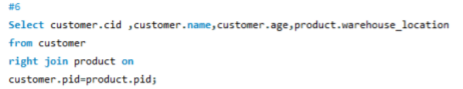 #6
Select customer.cid ,customer.name,customer.age,product.warehouse_location
from customer
right join product on
customer.pid=product.pid;